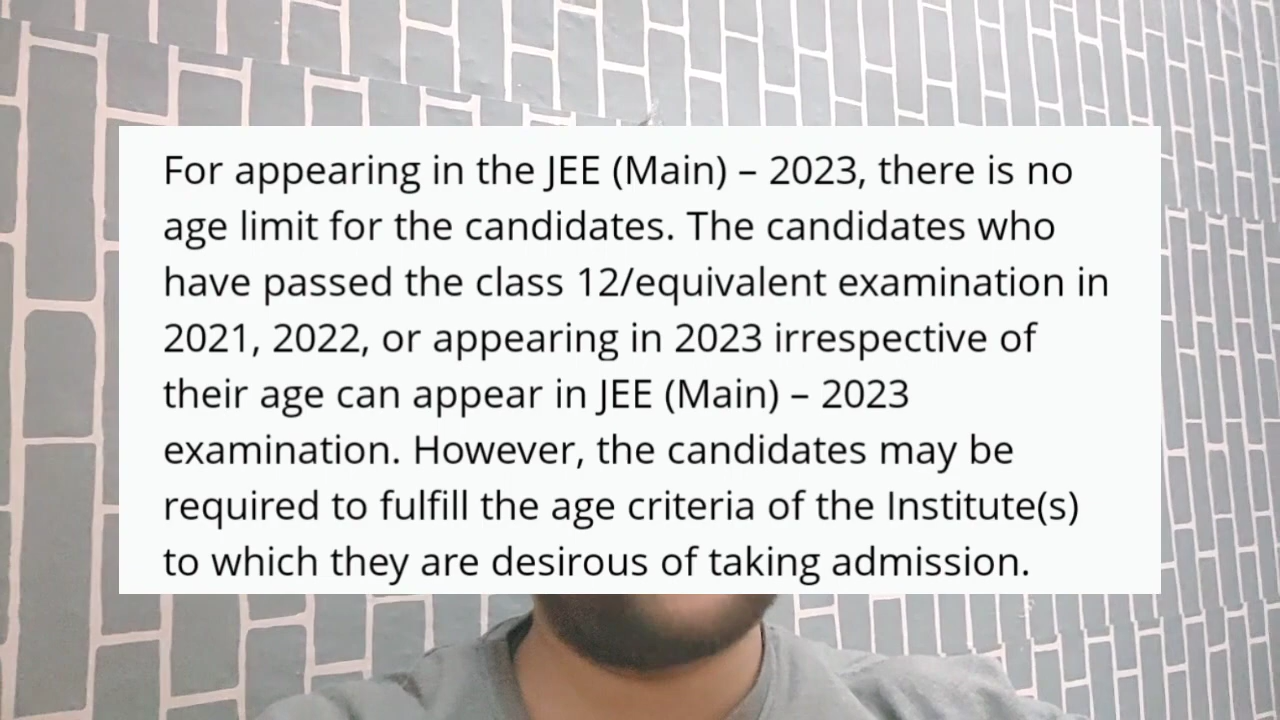 For appearing in the JEE (Main) – 2023, there is no
age limit for the candidates. The candidates who
have passed the class 12/equivalent examination in
2021, 2022, or appearing in 2023 irrespective of
their age can appear in JEE (Main) – 2023
examination. However, the candidates may be
required to fulfill the age criteria of the Institute(s)
to which they are desirous of taking admission.